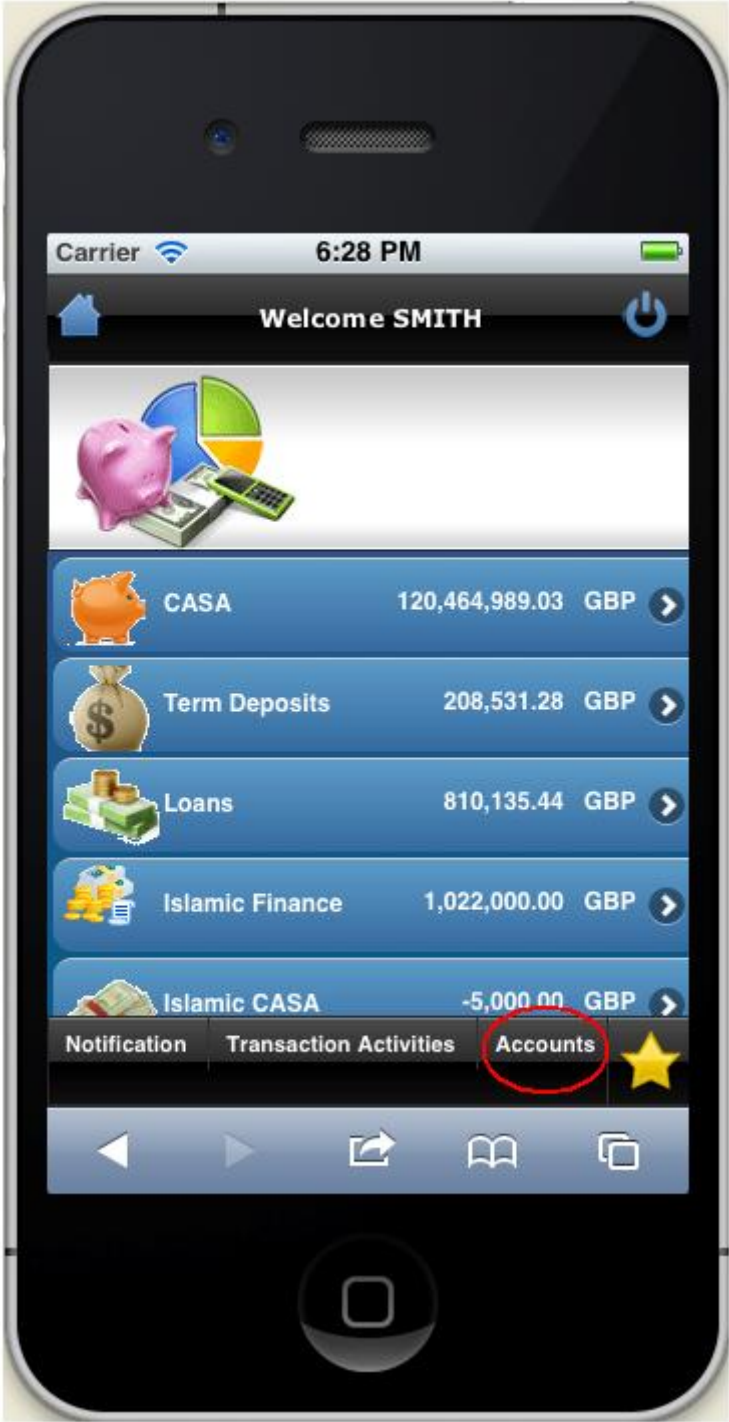 Carrier 6:28 PM
Welcome SMITH
CASA 120,464,989.03 GBP
$
Term Deposits 208,531.28 GBP
Loans 810,135.44 GBP
Islamic Finance 1,022,000.00 GBP
Islamic CASA -5,000.00 GBP
Notification Transaction Activities Accounts